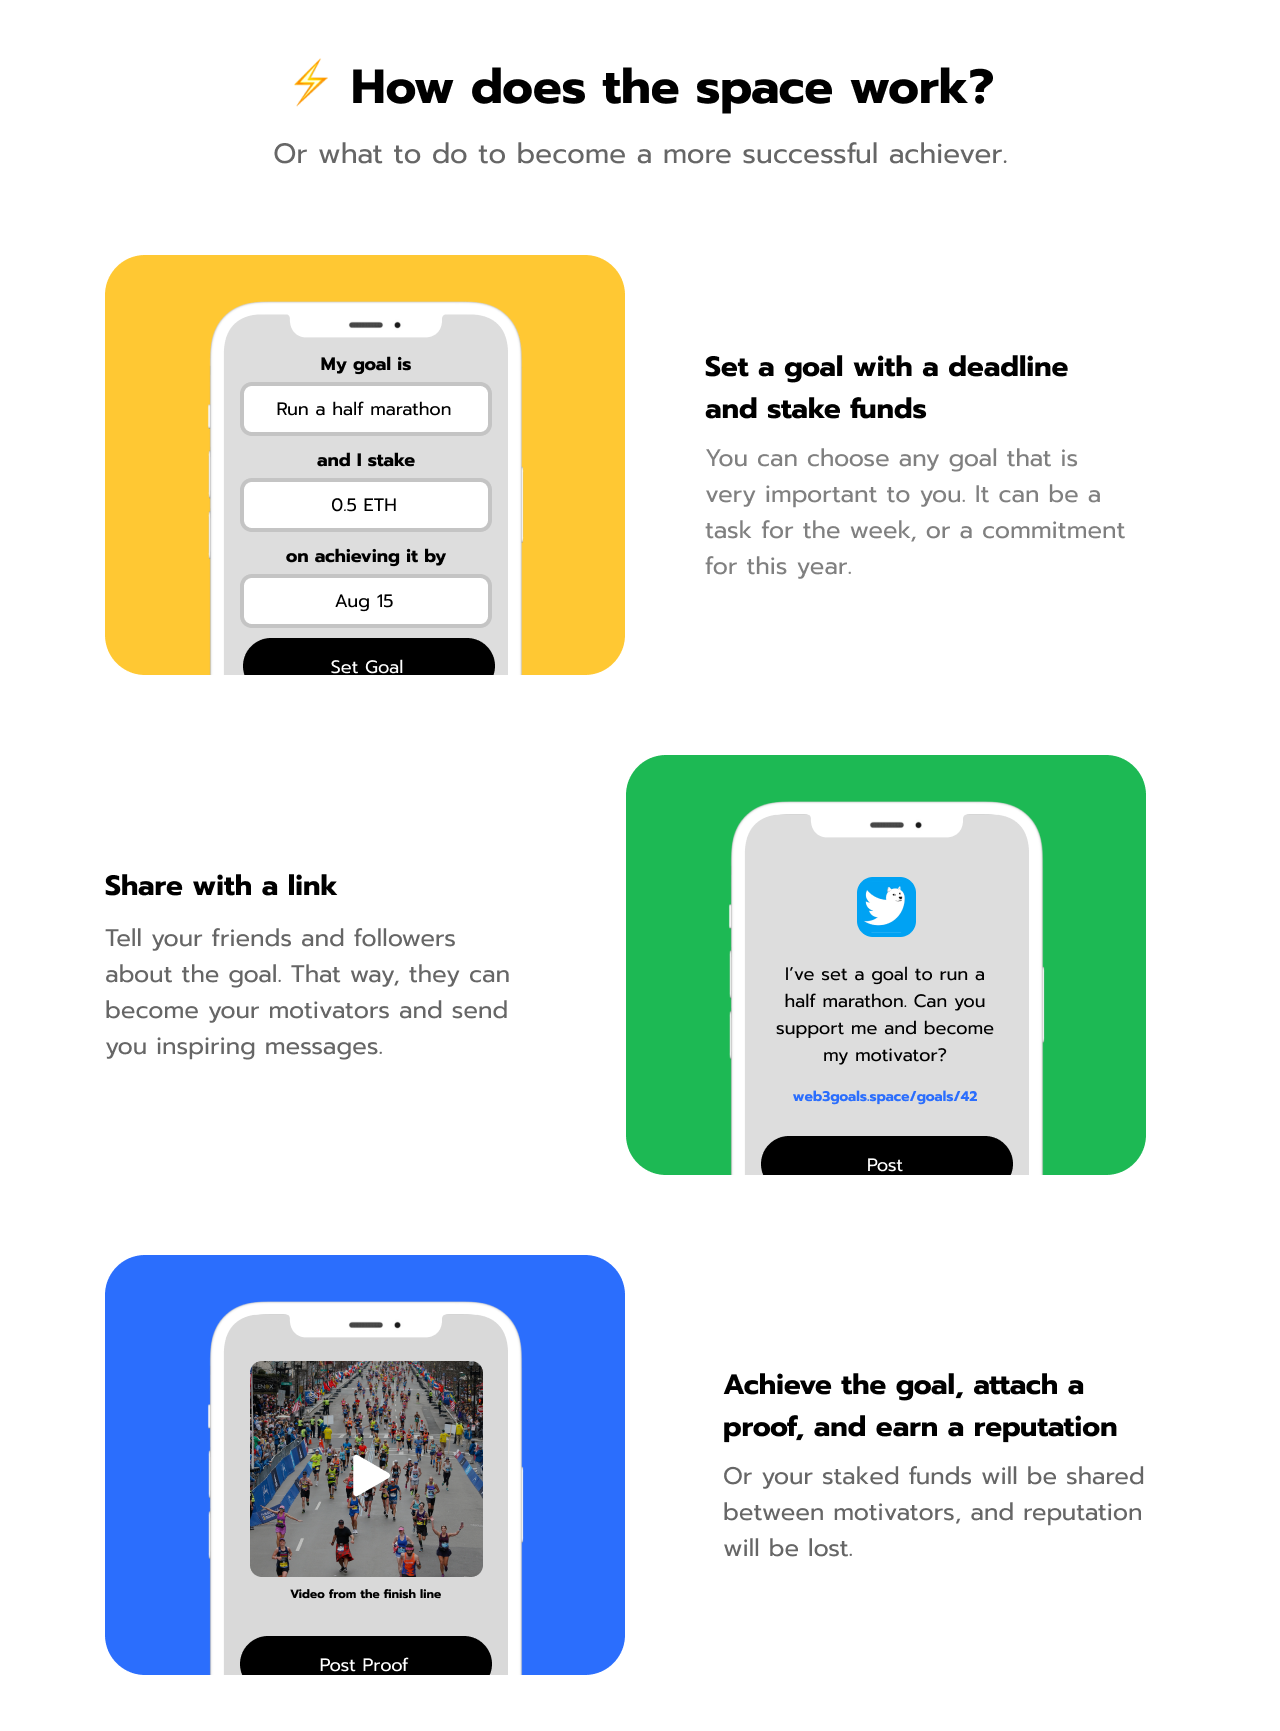 ⚡ How does the space work?
Or what to do to become a more successful achiever.
My goal is
Run a half marathon
and I stake
0.5 ETH
on achieving it by
Aug 15
Set Goal
Set a goal with a deadline
and stake funds
You can choose any goal that is
very important to you. It can be a
task for the week, or a commitment
for this year.
Share with a link
Tell your friends and followers
about the goal. That way, they can
become your motivators and send
you inspiring messages.
I’ve set a goal to run a
half marathon. Can you
support me and become
my motivator?
web3goals.space/goals/42
Post
Video from the finish line
Post Proof
Achieve the goal, attach a
proof, and earn a reputation
Or your staked funds will be shared
between motivators, and reputation
will be lost.